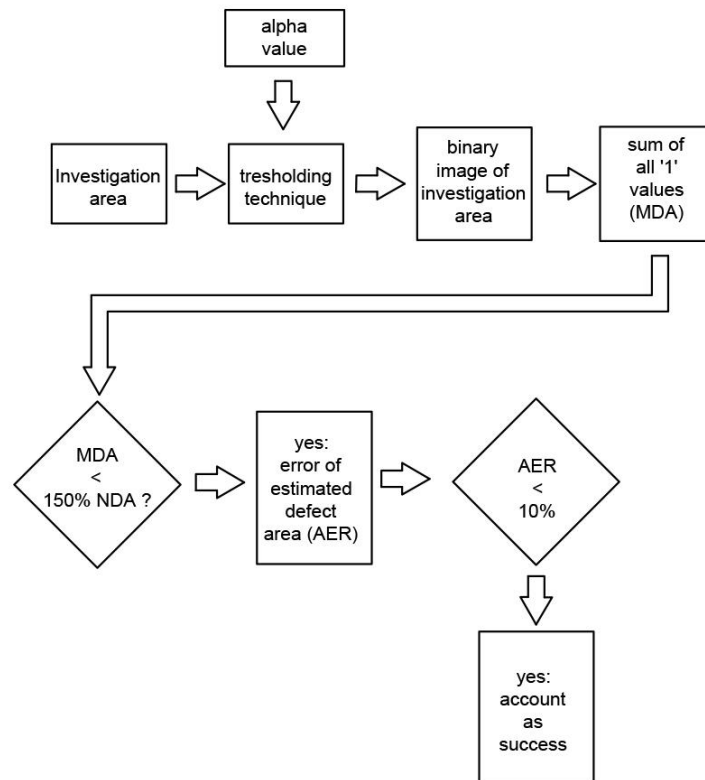 alpha
value
Investigation
area
tresholding
technique
binary
image of
investigation
area
sum of
all '1'
values
(MDA)
MDA
<
150% NDA ?
yes:
error of
estimated
defect
area (AER)
AER
<
10%
yes:
account
as
success